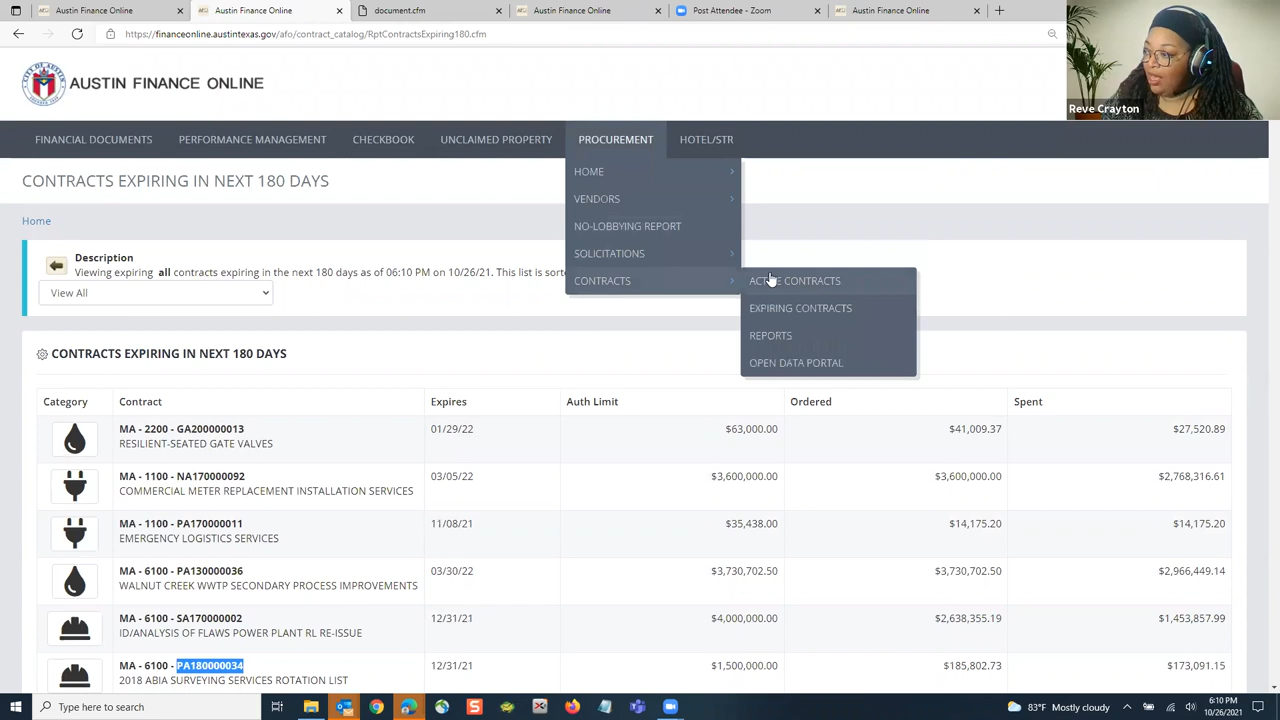 Austin Finance Online
Austin Finance Online
document.cfm
Austin Finance Online
Post Attendee - Zoom
Austin Finance Online
https://financeonline.austintexas.gov/afo/contract_catalog/RptContractsExpiring180.cfm
Reve Crayton
AUSTIN FINANCE ONLINE
FINANCIAL DOCUMENTS PERFORMANCE MANAGEMENT CHECKBOOK UNCLAIMED PROPERTY PROCUREMENT HOTEL/STR
HOME
VENDORS
NO-LOBBYING REPORT
SOLICITATIONS
CONTRACTS
ACTIVE CONTRACTS
EXPIRING CONTRACTS
REPORTS
OPEN DATA PORTAL
CONTRACTS EXPIRING IN NEXT 180 DAYS
Home
Description
Viewing expiring all contracts expiring in the next 180 days as of 06:10 PM on 10/26/21. This list is sort
View All
CONTRACTS EXPIRING IN NEXT 180 DAYS
Category Contract Expires Auth Limit Ordered Spent
MA - 2200 - GA200000013 01/29/22 $63,000.00 $41,009.37 $27,520.89
RESILIENT-SEATED GATE VALVES
MA - 1100 - NA170000092 03/05/22 $3,600,000.00 $3,600,000.00 $2,768,316.61
COMMERCIAL METER REPLACEMENT INSTALLATION SERVICES
MA - 1100 - PA170000011 11/08/21 $35,438.00 $14,175.20 $14,175.20
EMERGENCY LOGISTICS SERVICES
MA - 6100 - PA130000036 03/30/22 $3,730,702.50 $3,730,702.50 $2,966,449.14
WALNUT CREEK WWTP SECONDARY PROCESS IMPROVEMENTS
MA - 6100 - SA170000002 12/31/21 $4,000,000.00 $2,638,355.19 $1,453,857.99
ID/ANALYSIS OF FLAWS POWER PLANT RL RE-ISSUE
MA - 6100 - PA180000034 12/31/21 $1,500,000.00 $185,802.73 $173,091.15
2018 ABIA SURVEYING SERVICES ROTATION LIST
Type here to search
83°F Mostly cloudy
6:10 PM
10/26/2021